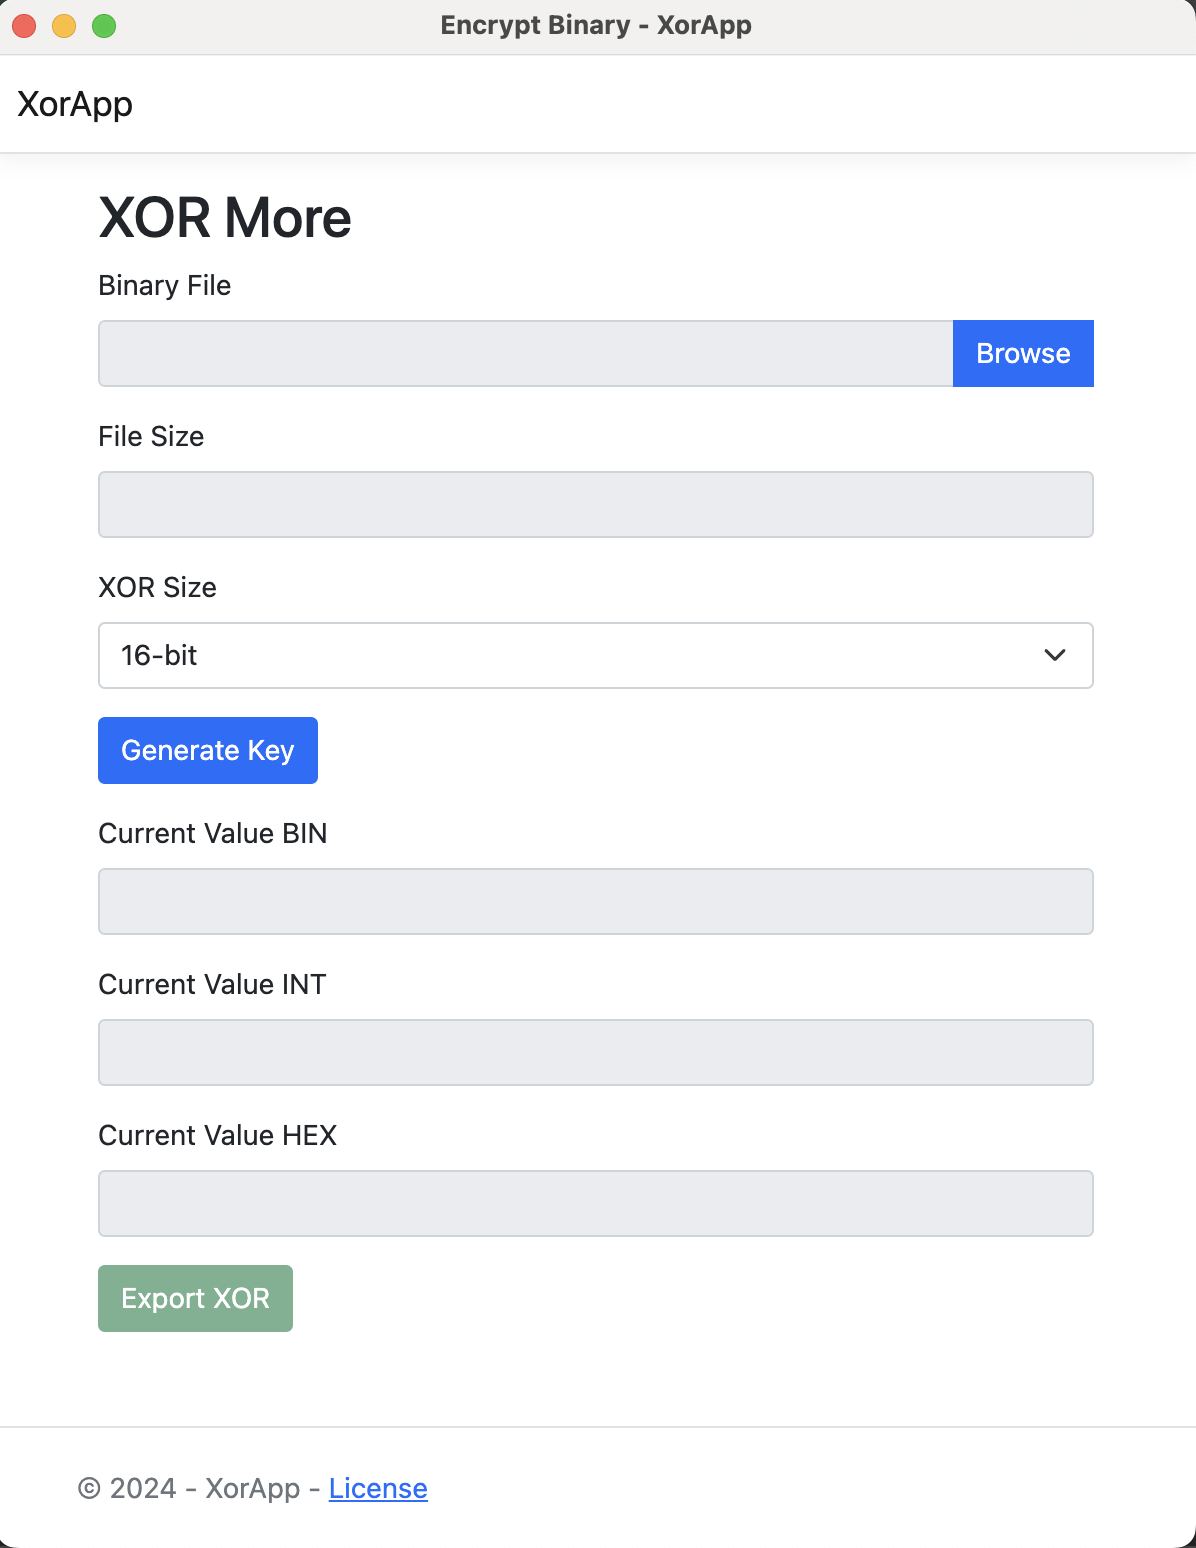 Encrypt Binary - XorApp
XorApp
XOR More
Binary File
Browse
File Size
XOR Size
16-bit
Generate Key
Current Value BIN
Current Value INT
Current Value HEX
Export XOR
© 2024 - XorApp - License